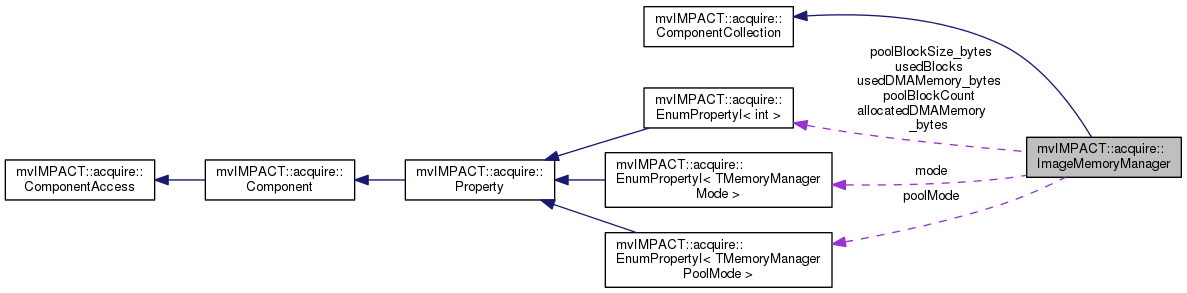 mvIMPACT::acquire::
ComponentCollection
poolBlockSize_bytes
usedBlocks
usedDMAMemory_bytes
poolBlockCount
allocatedDMAMemory
_bytes
mvIMPACT::acquire::
EnumPropertyI< int >
mvIMPACT::acquire::
ImageMemoryManager
mvIMPACT::acquire::
ComponentAccess
mvIMPACT::acquire::
Component
mvIMPACT::acquire::
Property
mvIMPACT::acquire::
EnumPropertyI< TMemoryManager
Mode >
mode
poolMode
mvIMPACT::acquire::
EnumPropertyI< TMemoryManager
PoolMode >